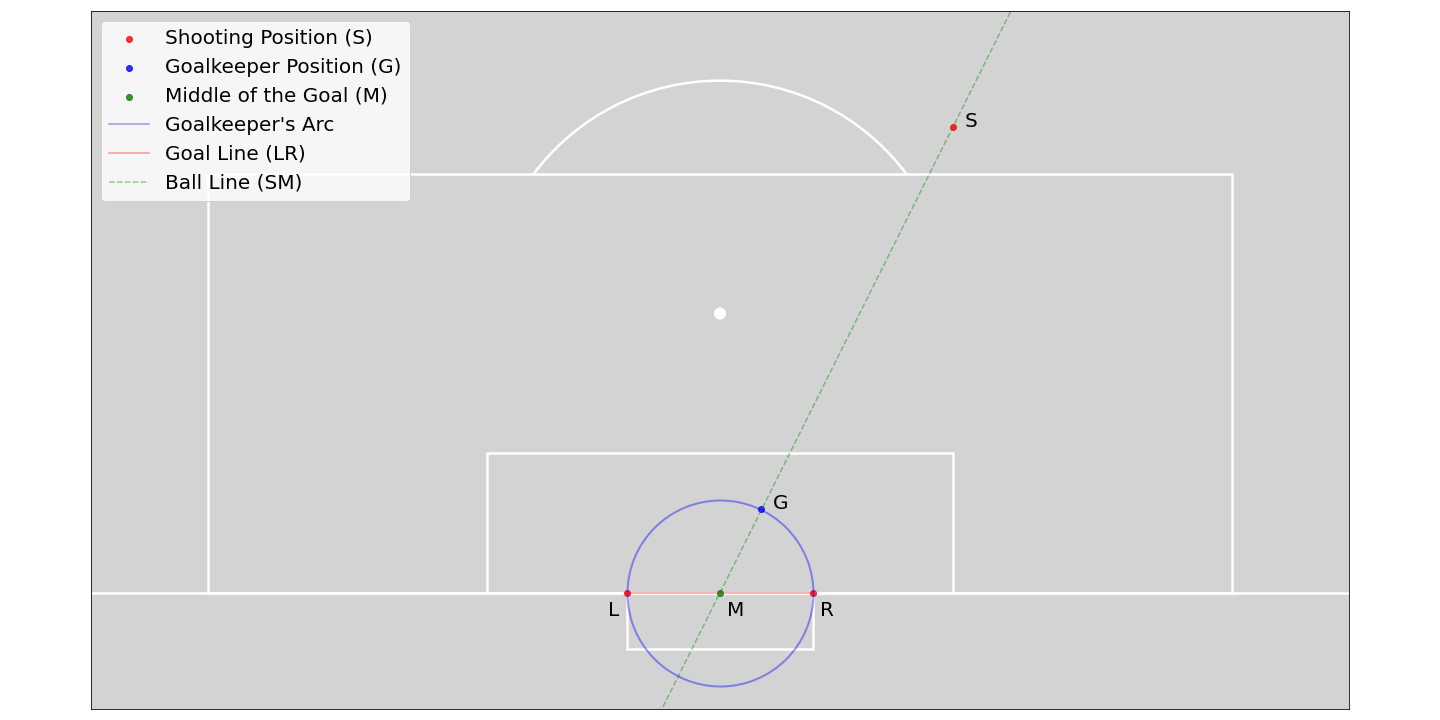 Shooting Position (S)
Goalkeeper Position (G)
Middle of the Goal (M)
Goalkeeper's Arc
Goal Line (LR)
Ball Line (SM)
S
G
L
M
R